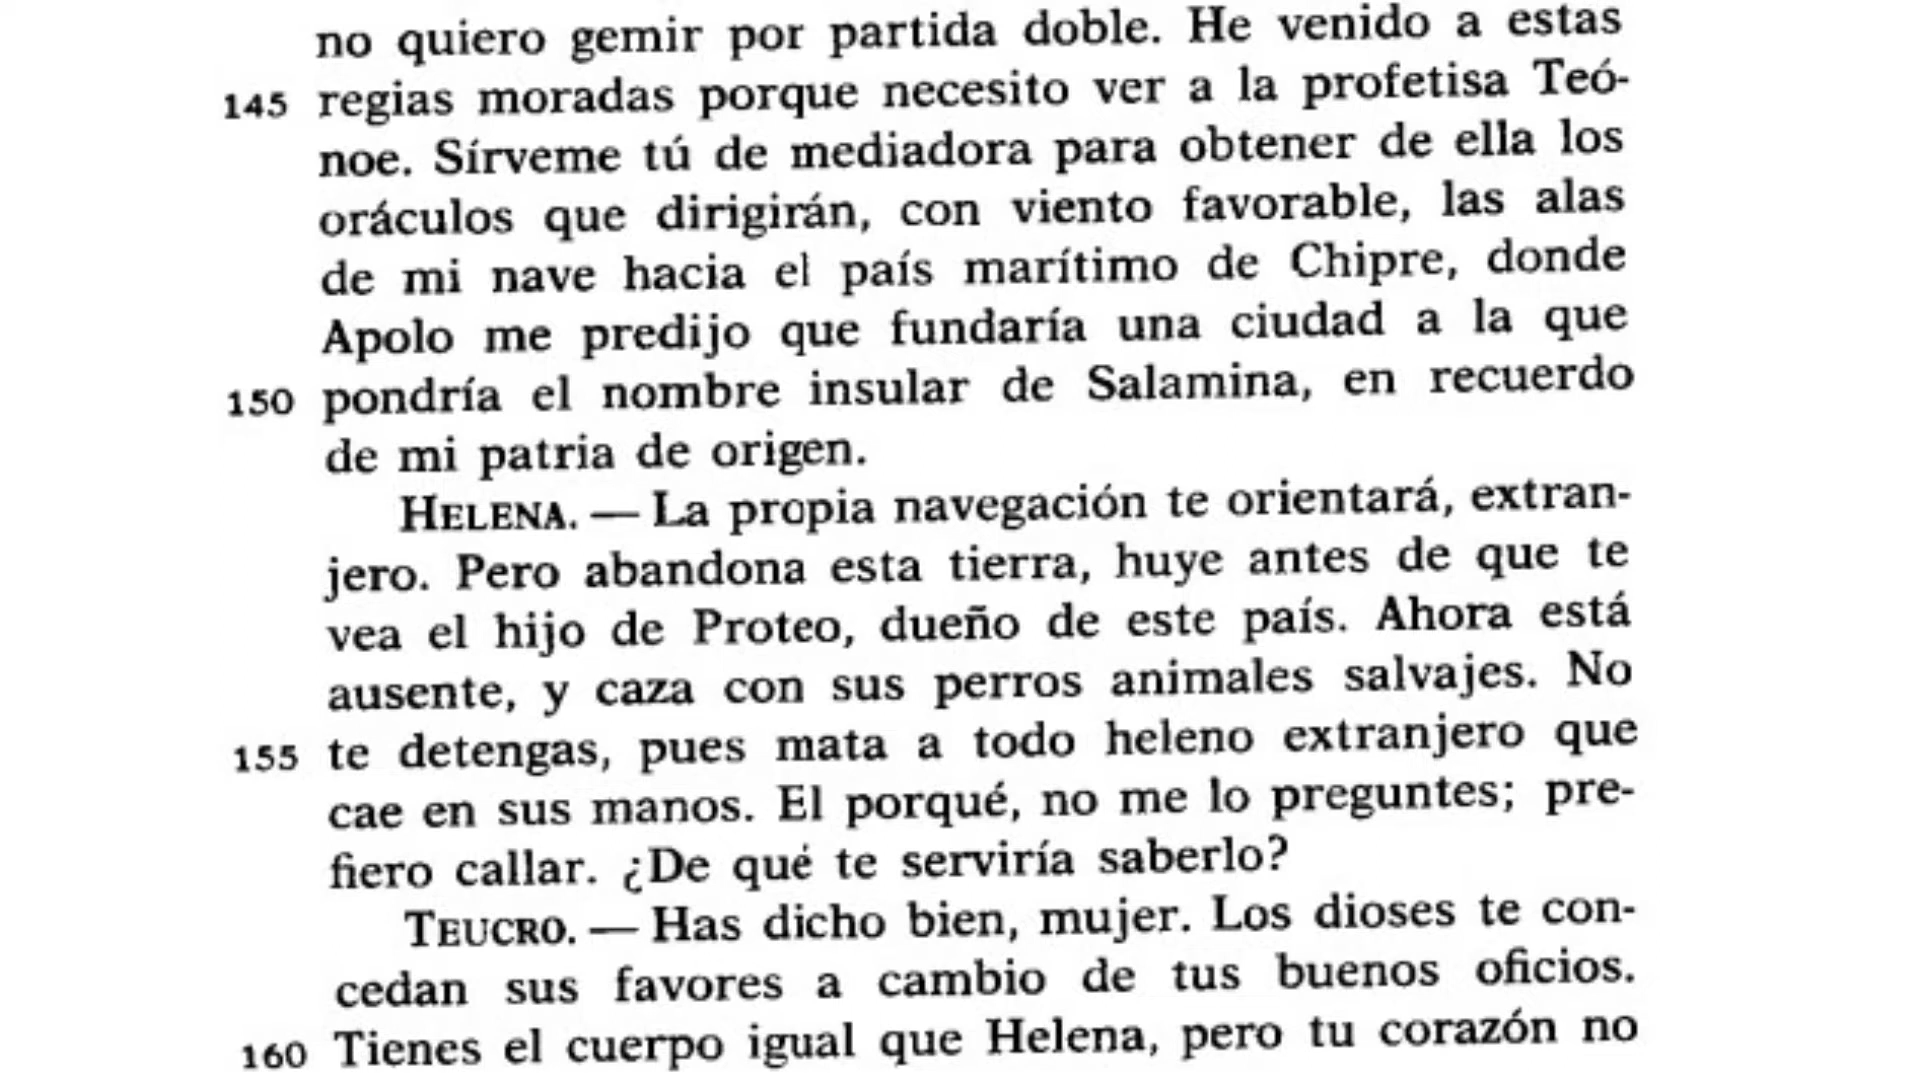 no quiero gemir por partida doble. He venido a estas
145 regias moradas porque necesito ver a la profetisa Teó-
noe. Sírveme tú de mediadora para obtener de ella los
oráculos que dirigirán, con viento favorable, las alas
de mi nave hacia el país marítimo de Chipre, donde
Apolo me predijo que fundaría una ciudad a la que
150 pondría el nombre insular de Salamina, en recuerdo
de mi patria de origen.
HELENA. — La propia navegación te orientará, extran-
jero. Pero abandona esta tierra, huye antes de que te
vea el hijo de Proteo, dueño de este país. Ahora está
ausente, y caza con sus perros animales salvajes. No
155 te detengas, pues mata a todo heleno extranjero que
cae en sus manos. El porqué, no me lo preguntes; pre-
fiero callar. ¿De qué te serviría saberlo?
TEUCRO. — Has dicho bien, mujer. Los dioses te con-
cedan sus favores a cambio de tus buenos oficios.
160 Tienes el cuerpo igual que Helena, pero tu corazón no